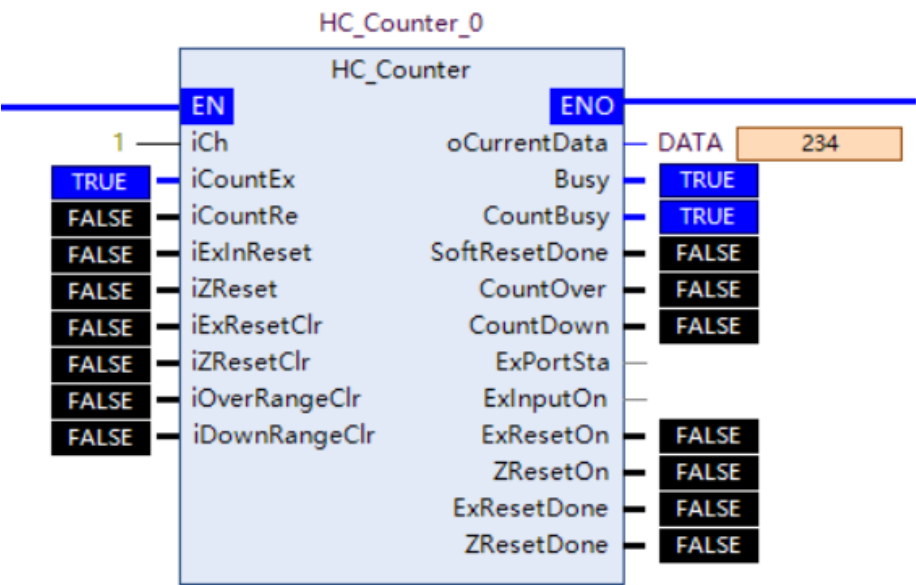 HC_Counter_0
HC_Counter
EN ENO
1 iCh oCurrentData DATA 234
TRUE iCountEx Busy TRUE
FALSE iCountRe CountBusy TRUE
FALSE iExInReset SoftResetDone FALSE
FALSE iZReset CountOver FALSE
FALSE iExResetClr CountDown FALSE
FALSE iZResetClr ExPortSta
FALSE iOverRangeClr ExInputOn
FALSE iDownRangeClr ExResetOn FALSE
ZResetOn FALSE
ExResetDone FALSE
ZResetDone FALSE